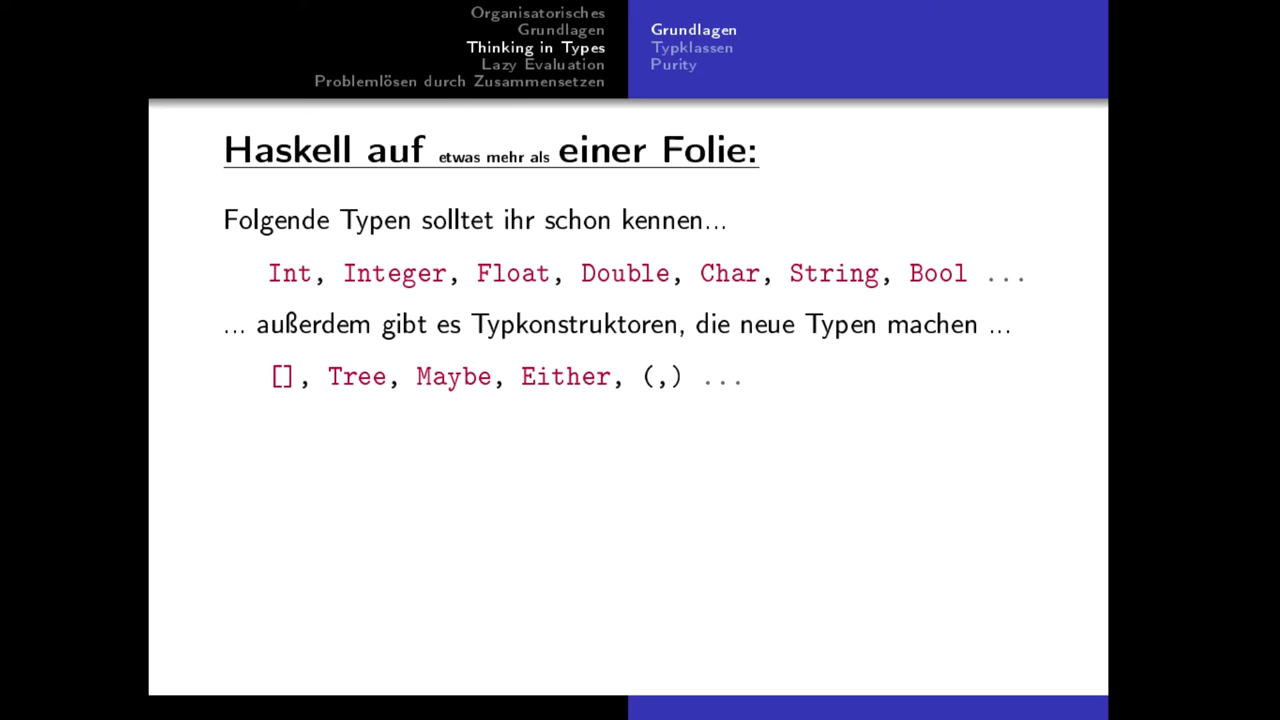 Organisatorisches
Grundlagen
Thinking in Types
Lazy Evaluation
Problemlösen durch Zusammensetzen
Grundlagen
Typklassen
Purity
Haskell auf etwas mehr als einer Folie:
Folgende Typen solltet ihr schon kennen...
Int, Integer, Float, Double, Char, String, Bool ...
... außerdem gibt es Typkonstruktoren, die neue Typen machen ...
[], Tree, Maybe, Either, (,) ...